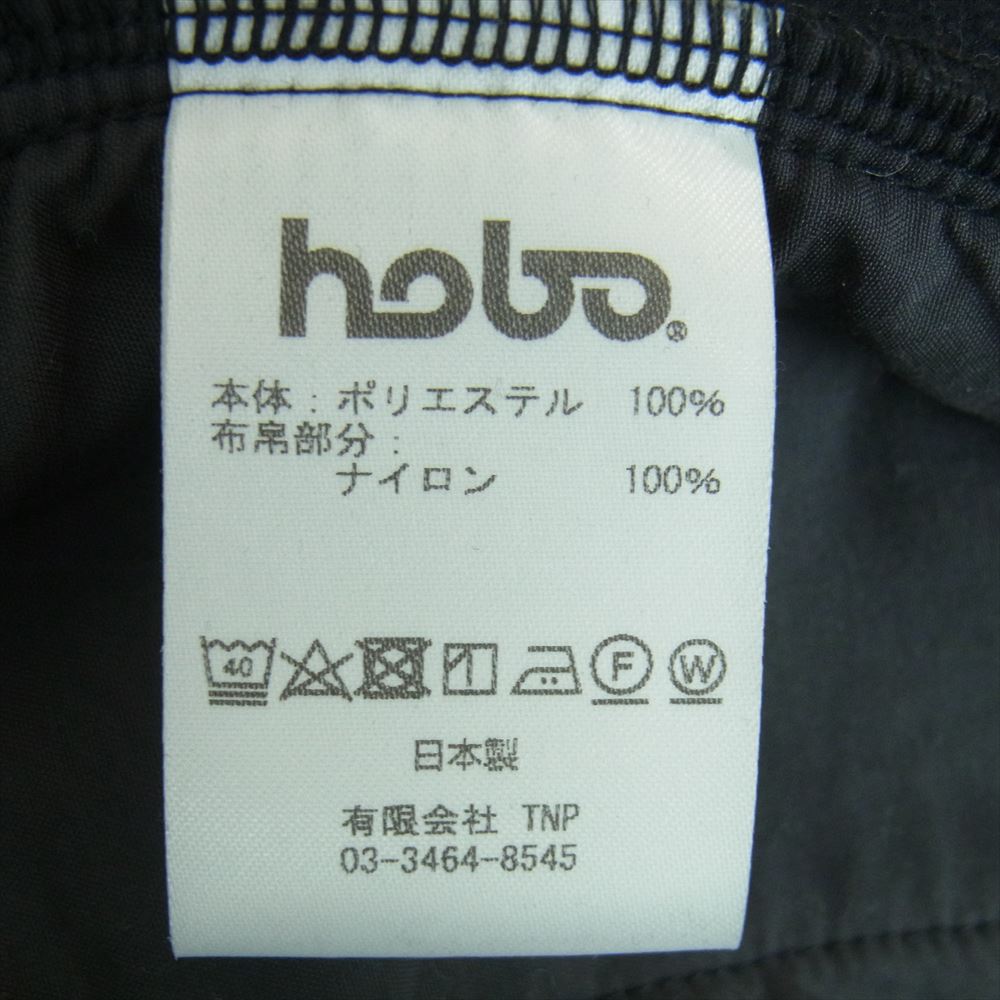 hobo®
本体：ポリエステル 100%
布帛部分：
ナイロン 100%
40 F W
日本製
有限会社 TNP
03-3464-8545